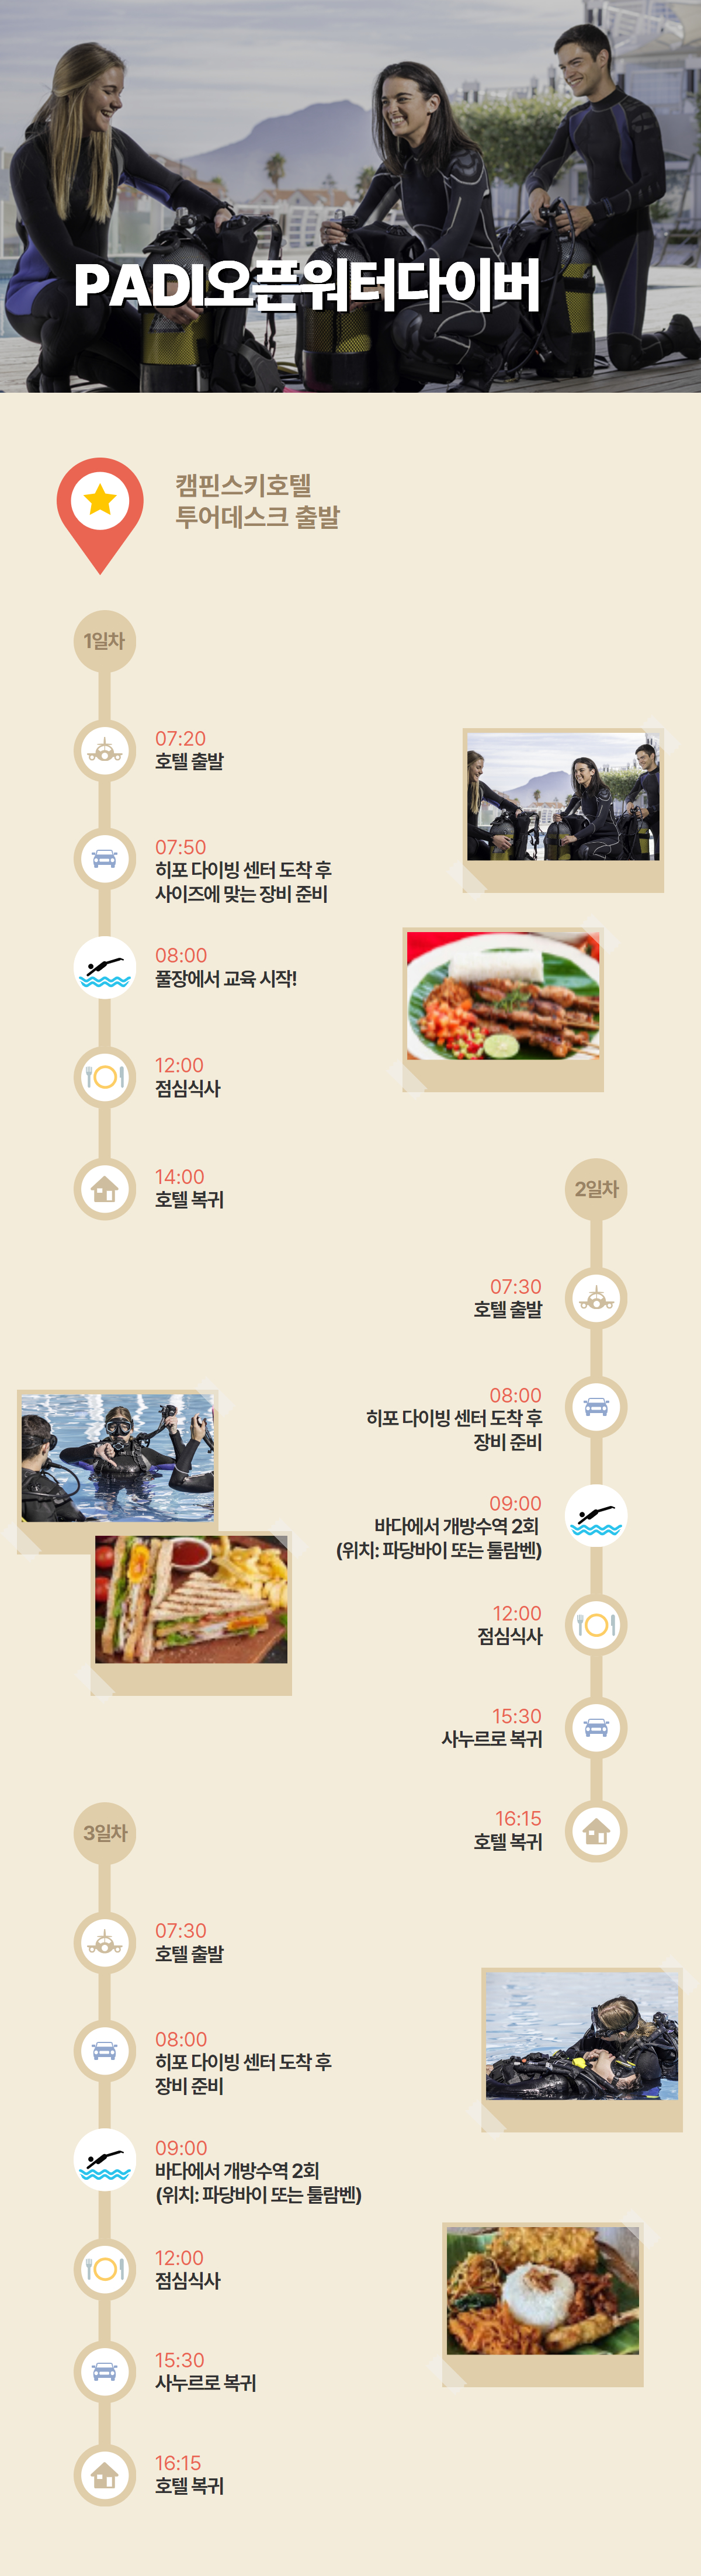 PADI오픈워터다이버
캠핀스키호텔
투어데스크 출발
1일차
07:20
호텔 출발
07:50
히포 다이빙 센터 도착 후
사이즈에 맞는 장비 준비
08:00
풀장에서 교육 시작!
12:00
점심식사
14:00
호텔 복귀
2일차
07:30
호텔 출발
08:00
히포 다이빙 센터 도착 후
장비 준비
09:00
바다에서 개방수역 2회
(위치: 파당바이 또는 툴람벤)
12:00
점심식사
15:30
사누르로 복귀
16:15
호텔 복귀
3일차
07:30
호텔 출발
08:00
히포 다이빙 센터 도착 후
장비 준비
09:00
바다에서 개방수역 2회
(위치: 파당바이 또는 툴람벤)
12:00
점심식사
15:30
사누르로 복귀
16:15
호텔 복귀